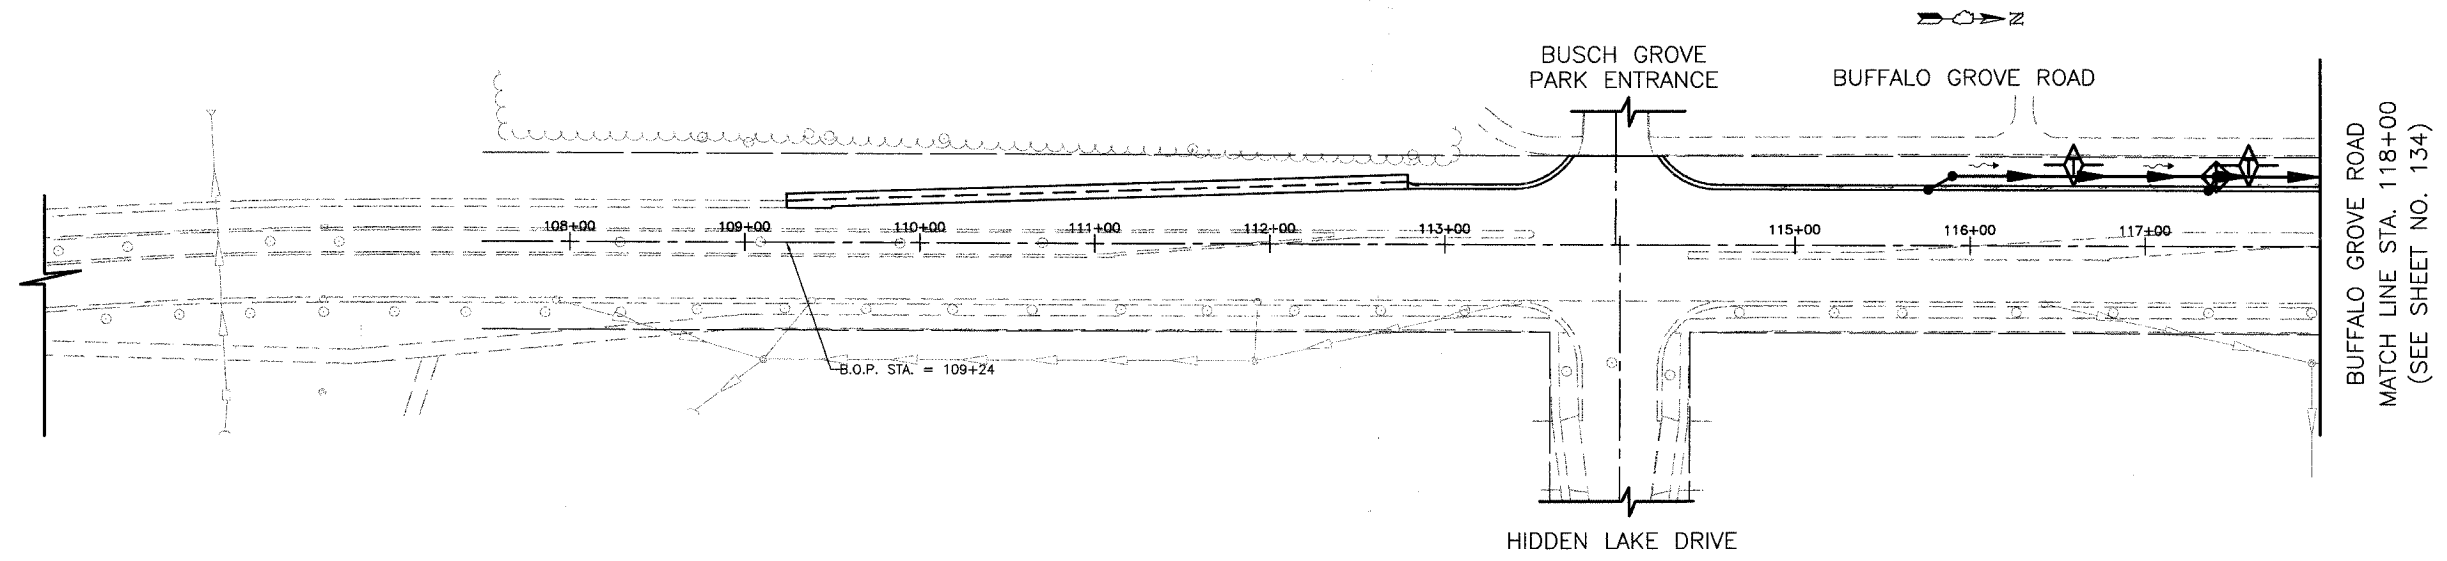 N
BUSCH GROVE
PARK ENTRANCE
BUFFALO GROVE ROAD
108+00
109+00
110+00
111+00
112+00
113+00
115+00
116+00
117+00
B.O.P. STA. = 109+24
HIDDEN LAKE DRIVE
BUFFALO GROVE ROAD
MATCH LINE STA. 118+00
(SEE SHEET NO. 134)